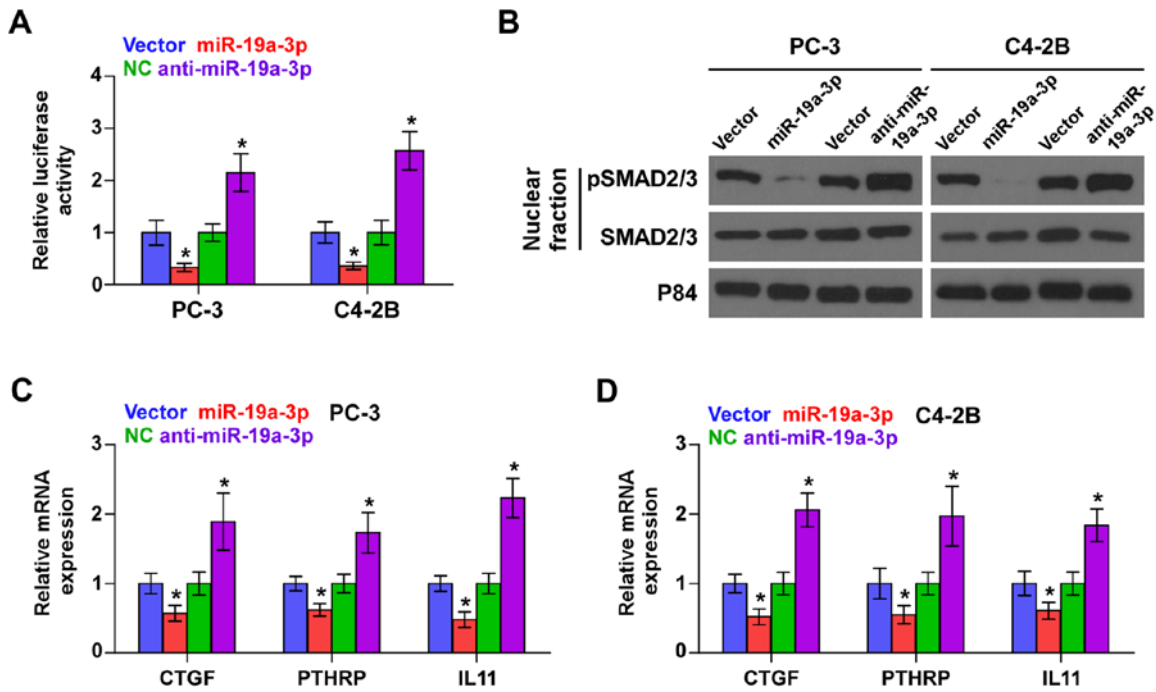 A
Vector miR-19a-3p
NC anti-miR-19a-3p
Relative luciferase
activity
4
3
2
1
0
*
*
*
*
PC-3
C4-2B
B
PC-3
C4-2B
Vector
miR-19a-3p
Vector
anti-miR-
19a-3p
Vector
miR-19a-3p
Vector
anti-miR-
19a-3p
Nuclear
fraction
pSMAD2/3
SMAD2/3
P84
C
Vector miR-19a-3p PC-3
NC anti-miR-19a-3p
Relative mRNA
expression
3
2
1
0
*
*
*
*
*
*
CTGF
PTHRP
IL11
D
Vector miR-19a-3p C4-2B
NC anti-miR-19a-3p
Relative mRNA
expression
3
2
1
0
*
*
*
*
*
*
CTGF
PTHRP
IL11